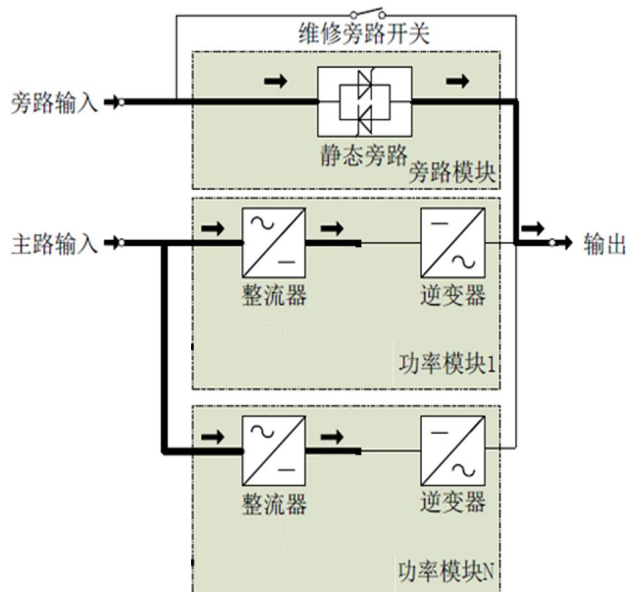 维修旁路开关
旁路输入
静态旁路
旁路模块
主路输入
输出
整流器
逆变器
功率模块1
整流器
逆变器
功率模块N